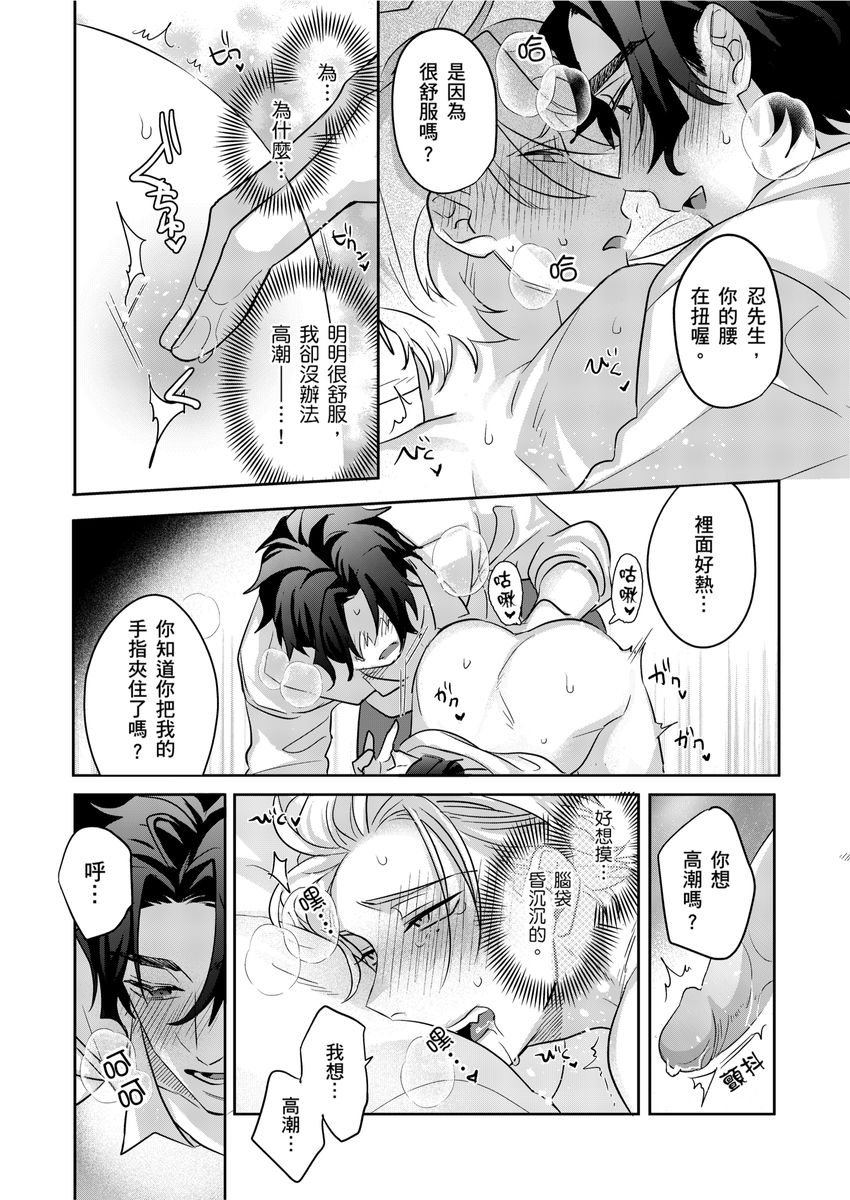 是因為
很舒服嗎？
哈
哈
忍先生，
你的腰
在扭喔。
為…
為什麼…
明明很舒服，
我卻沒辦法
高潮——…！
裡面好熱…
咕啾
咕啾
你知道你把我的
手指夾住了嗎？
你想
高潮嗎？
顫抖
好想摸…
腦袋
昏沉沉的。
嘿…
嘿…
我想…
高潮…
呼…